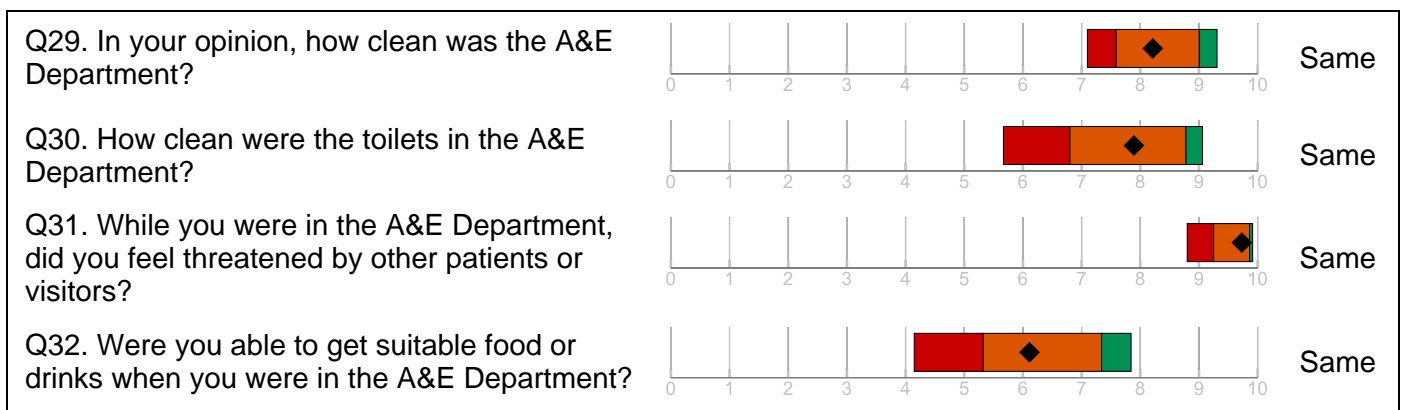 Q29. In your opinion, how clean was the A&E
Department?
Same
0 1 2 3 4 5 6 7 8 9 10
Q30. How clean were the toilets in the A&E
Department?
Same
0 1 2 3 4 5 6 7 8 9 10
Q31. While you were in the A&E Department,
did you feel threatened by other patients or
visitors?
Same
0 1 2 3 4 5 6 7 8 9 10
Q32. Were you able to get suitable food or
drinks when you were in the A&E Department?
Same
0 1 2 3 4 5 6 7 8 9 10